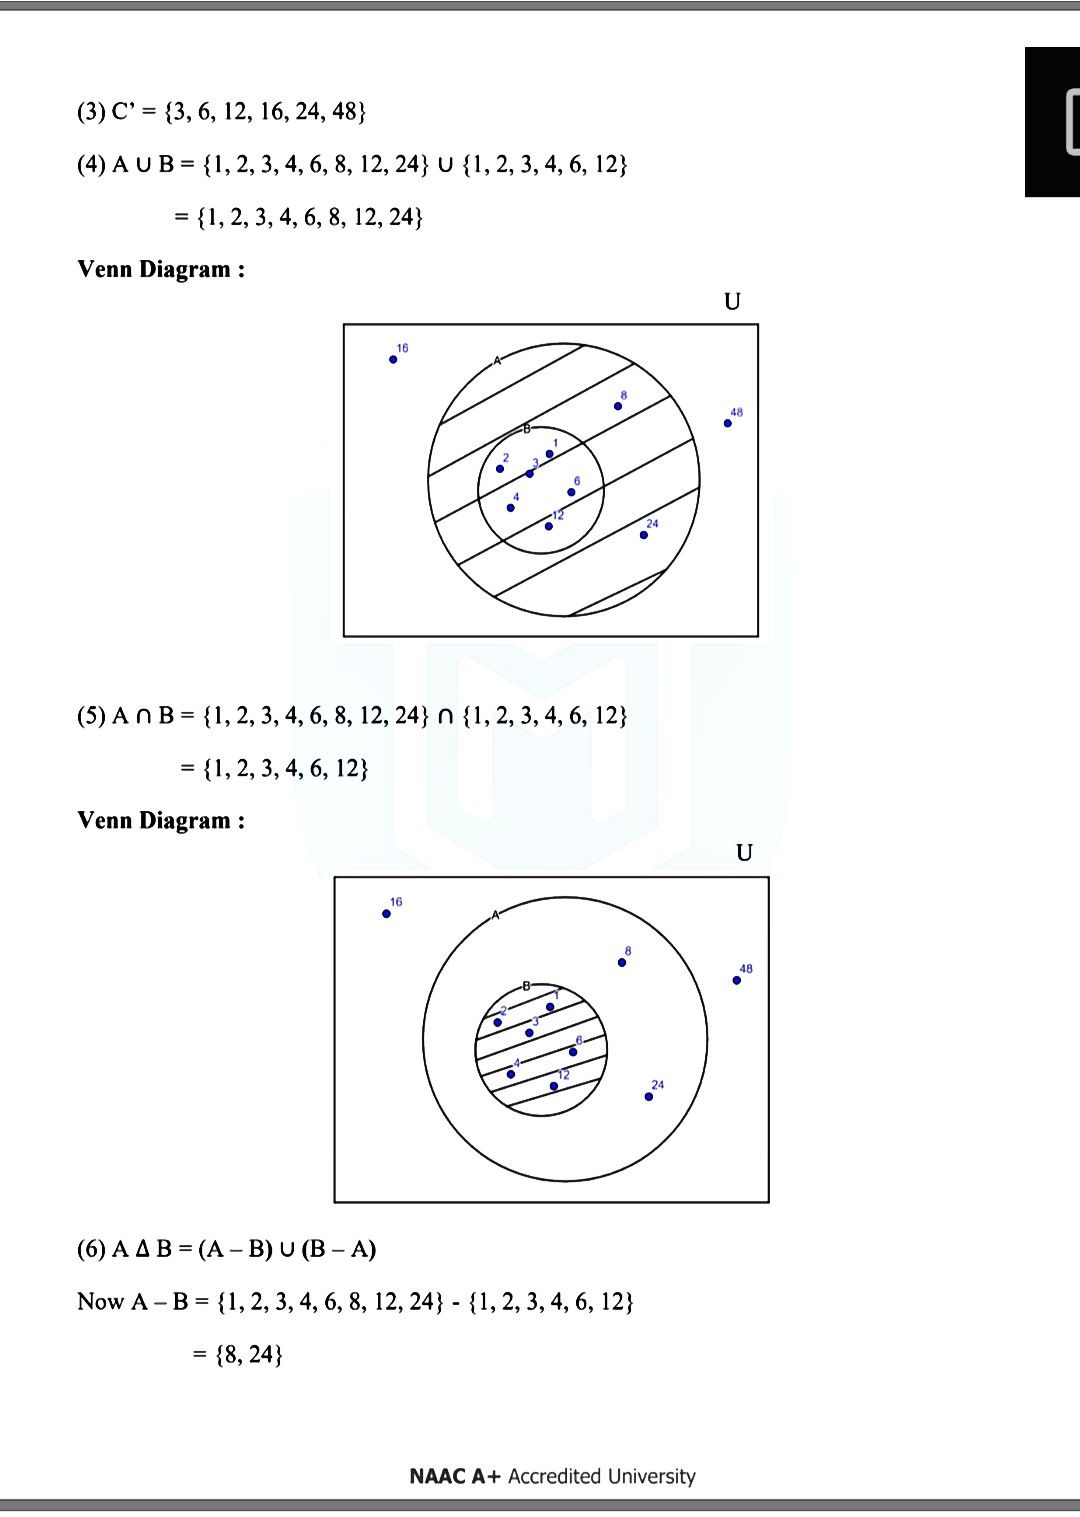 (3) C’ = {3, 6, 12, 16, 24, 48}
(4) A ∪ B = {1, 2, 3, 4, 6, 8, 12, 24} ∪ {1, 2, 3, 4, 6, 12}
= {1, 2, 3, 4, 6, 8, 12, 24}
Venn Diagram :
U
16
A
8
48
B
1
2
3
6
4
12
24
(5) A ∩ B = {1, 2, 3, 4, 6, 8, 12, 24} ∩ {1, 2, 3, 4, 6, 12}
= {1, 2, 3, 4, 6, 12}
Venn Diagram :
U
16
A
8
48
B
1
2
3
6
4
12
24
(6) A Δ B = (A – B) ∪ (B – A)
Now A – B = {1, 2, 3, 4, 6, 8, 12, 24} - {1, 2, 3, 4, 6, 12}
= {8, 24}
NAAC A+ Accredited University